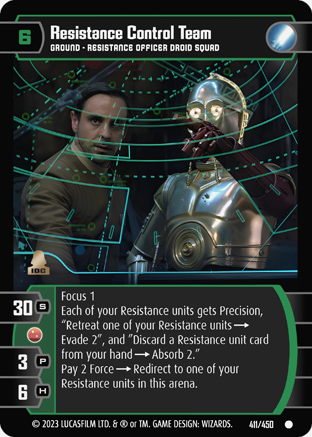 6
Resistance Control Team
GROUND - RESISTANCE OFFICER DROID SQUAD
IDC
30 S
3 P
6 H
Focus 1
Each of your Resistance units gets Precision,
"Retreat one of your Resistance units →
Evade 2", and "Discard a Resistance unit card
from your hand → Absorb 2."
Pay 2 Force → Redirect to one of your
Resistance units in this arena.
© 2023 LUCASFILM LTD. & ® or TM. GAME DESIGN: WIZARDS.
411/450